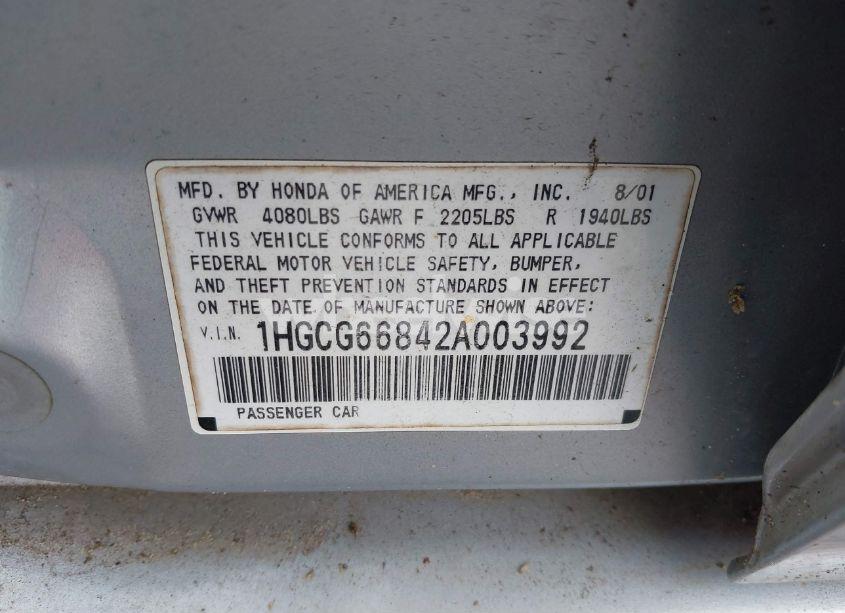 MFD. BY HONDA OF AMERICA MFG., INC. 8/01
GVWR 4080LBS GAWR F 2205LBS R 1940LBS
THIS VEHICLE CONFORMS TO ALL APPLICABLE
FEDERAL MOTOR VEHICLE SAFETY, BUMPER,
AND THEFT PREVENTION STANDARDS IN EFFECT
ON THE DATE OF MANUFACTURE SHOWN ABOVE:
V.I.N. 1HGCG66842A003992
PASSENGER CAR